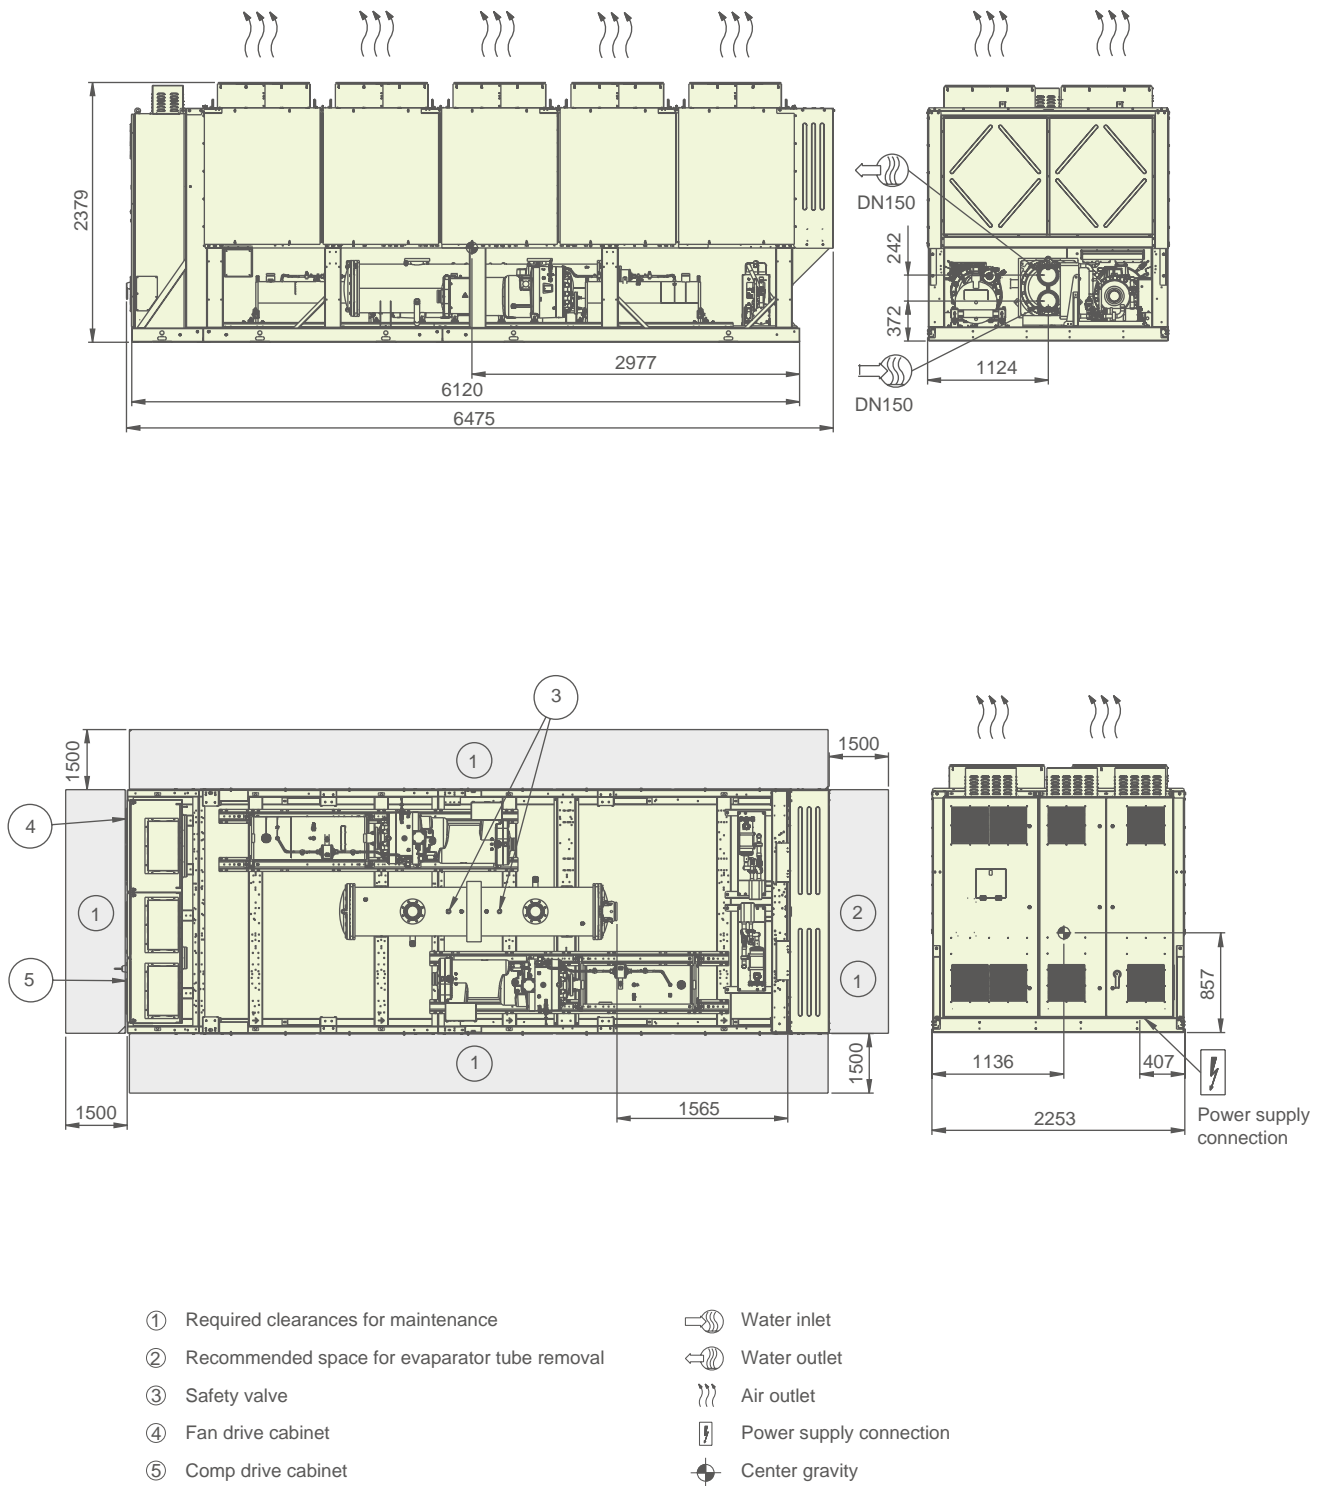 2379
DN150
242
372
2977
1124
6120
DN150
6475
3
1500
1500
1
4
1
2
5
1
857
1
1500
1136
407
1500
1565
2253
Power supply
connection
1 Required clearances for maintenance
2 Recommended space for evaparator tube removal
3 Safety valve
4 Fan drive cabinet
5 Comp drive cabinet
Water inlet
Water outlet
Air outlet
Power supply connection
Center gravity